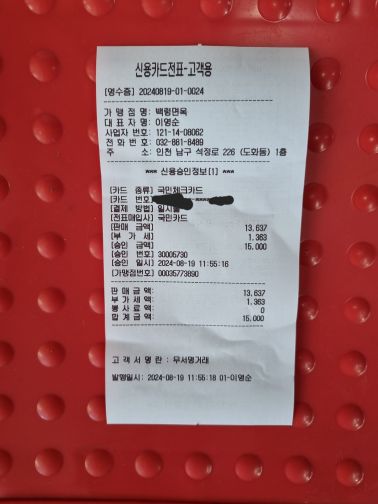 신용카드전표-고객용
[영수증] 20240819-01-0024
가 맹 점 명: 백령면옥
대 표 자 명: 이영순
사업자 번호: 121-14-08062
전 화 번 호: 032-861-8489
주 소: 인천 남구 석정로 226 (도화동) 1층
*** 신용승인정보[1] ***
[카드 종류] 국민체크카드
[카드 번호]
[결제 방법] 일시불
[전표매입사] 국민카드
[판매 금액] 13,637
[부 가 세] 1,363
[승인 금액] 15,000
[승인 번호] 30005730
[승인 일시] 2024-08-19 11:55:16
[가맹점번호] 00035773890
판 매 금 액: 13,637
부 가 세 액: 1,363
봉 사 료 액: 0
합 계 금 액: 15,000
고 객 서 명 란 : 무서명거래
발행일시: 2024-08-19 11:55:18 01-이영순